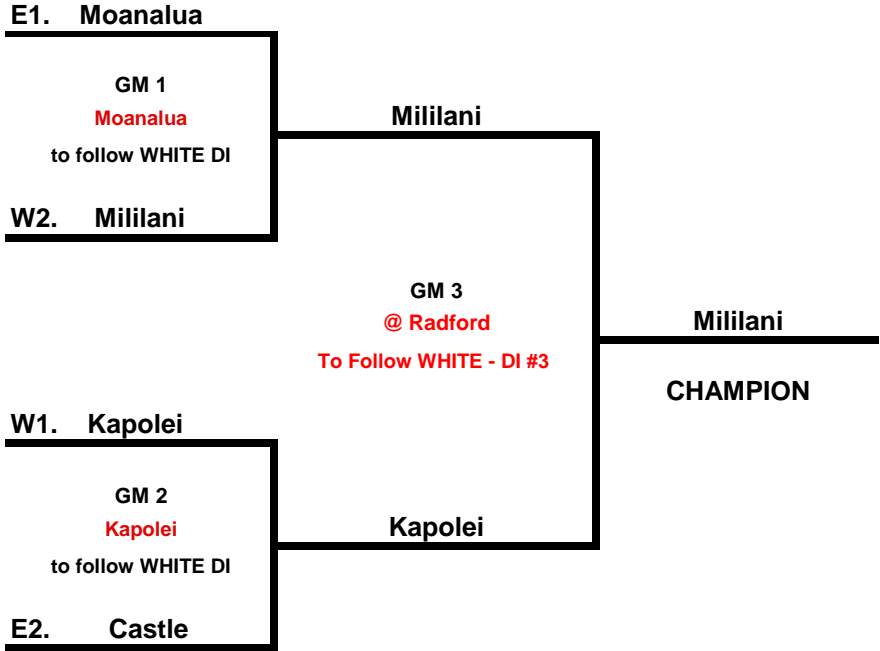 E1. Moanalua
GM 1
Moanalua
to follow WHITE DI
Mililani
W2. Mililani
GM 3
@ Radford
To Follow WHITE - DI #3
Mililani
CHAMPION
W1. Kapolei
GM 2
Kapolei
to follow WHITE DI
Kapolei
E2. Castle